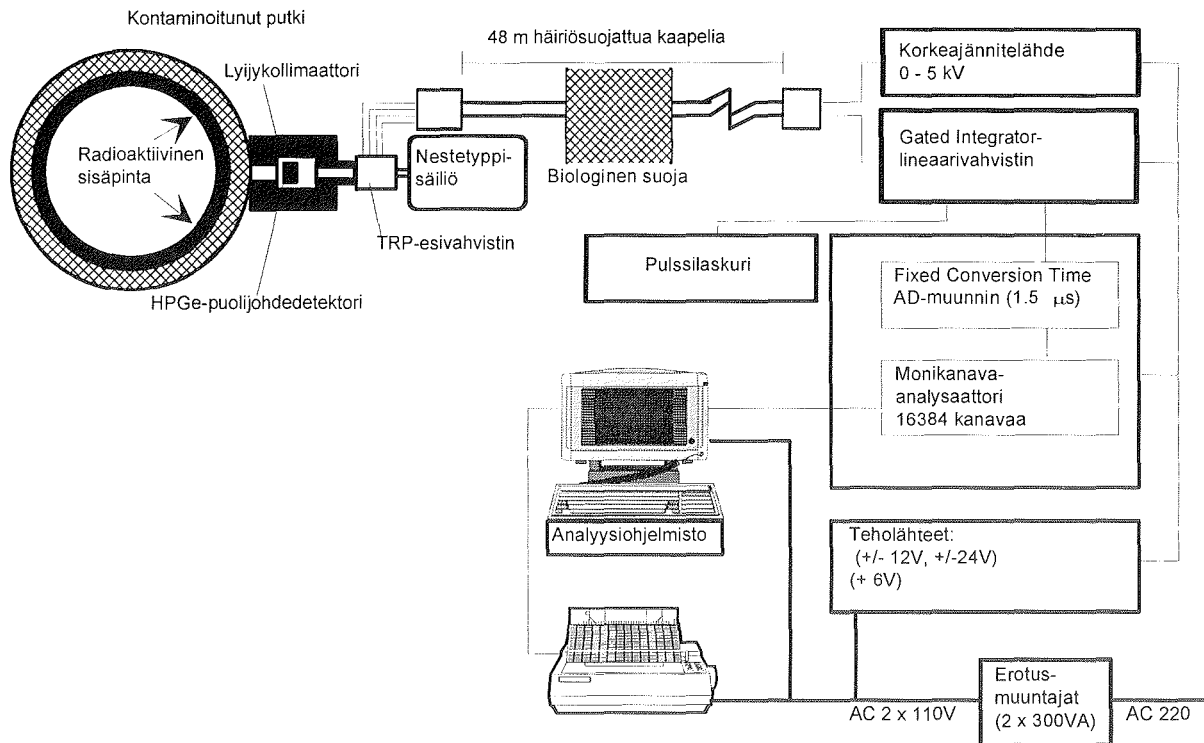 Kontaminoitunut putki
48 m häiriösuojattua kaapelia
Korkeajännitelähde
0 - 5 kV
Lyijykollimaattori
Gated Integrator-
lineaarivahvistin
Radioaktiivinen
sisäpinta
Nestetyppi-
säiliö
Biologinen suoja
TRP-esivahvistin
HPGe-puolijohdedetektori
Pulssilaskuri
Fixed Conversion Time
AD-muunnin (1.5 μs)
Monikanava-
analysaattori
16384 kanavaa
Analyysiohjelmisto
Teholähteet:
(+/- 12V, +/-24V)
(+ 6V)
AC 2 x 110V
Erotus-
muuntajat
(2 x 300VA)
AC 220